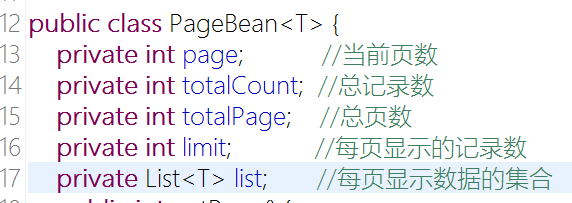 12 public class PageBean<T> {
13 private int page; //当前页数
14 private int totalCount; //总记录数
15 private int totalPage; //总页数
16 private int limit; //每页显示的记录数
17 private List<T> list; //每页显示数据的集合